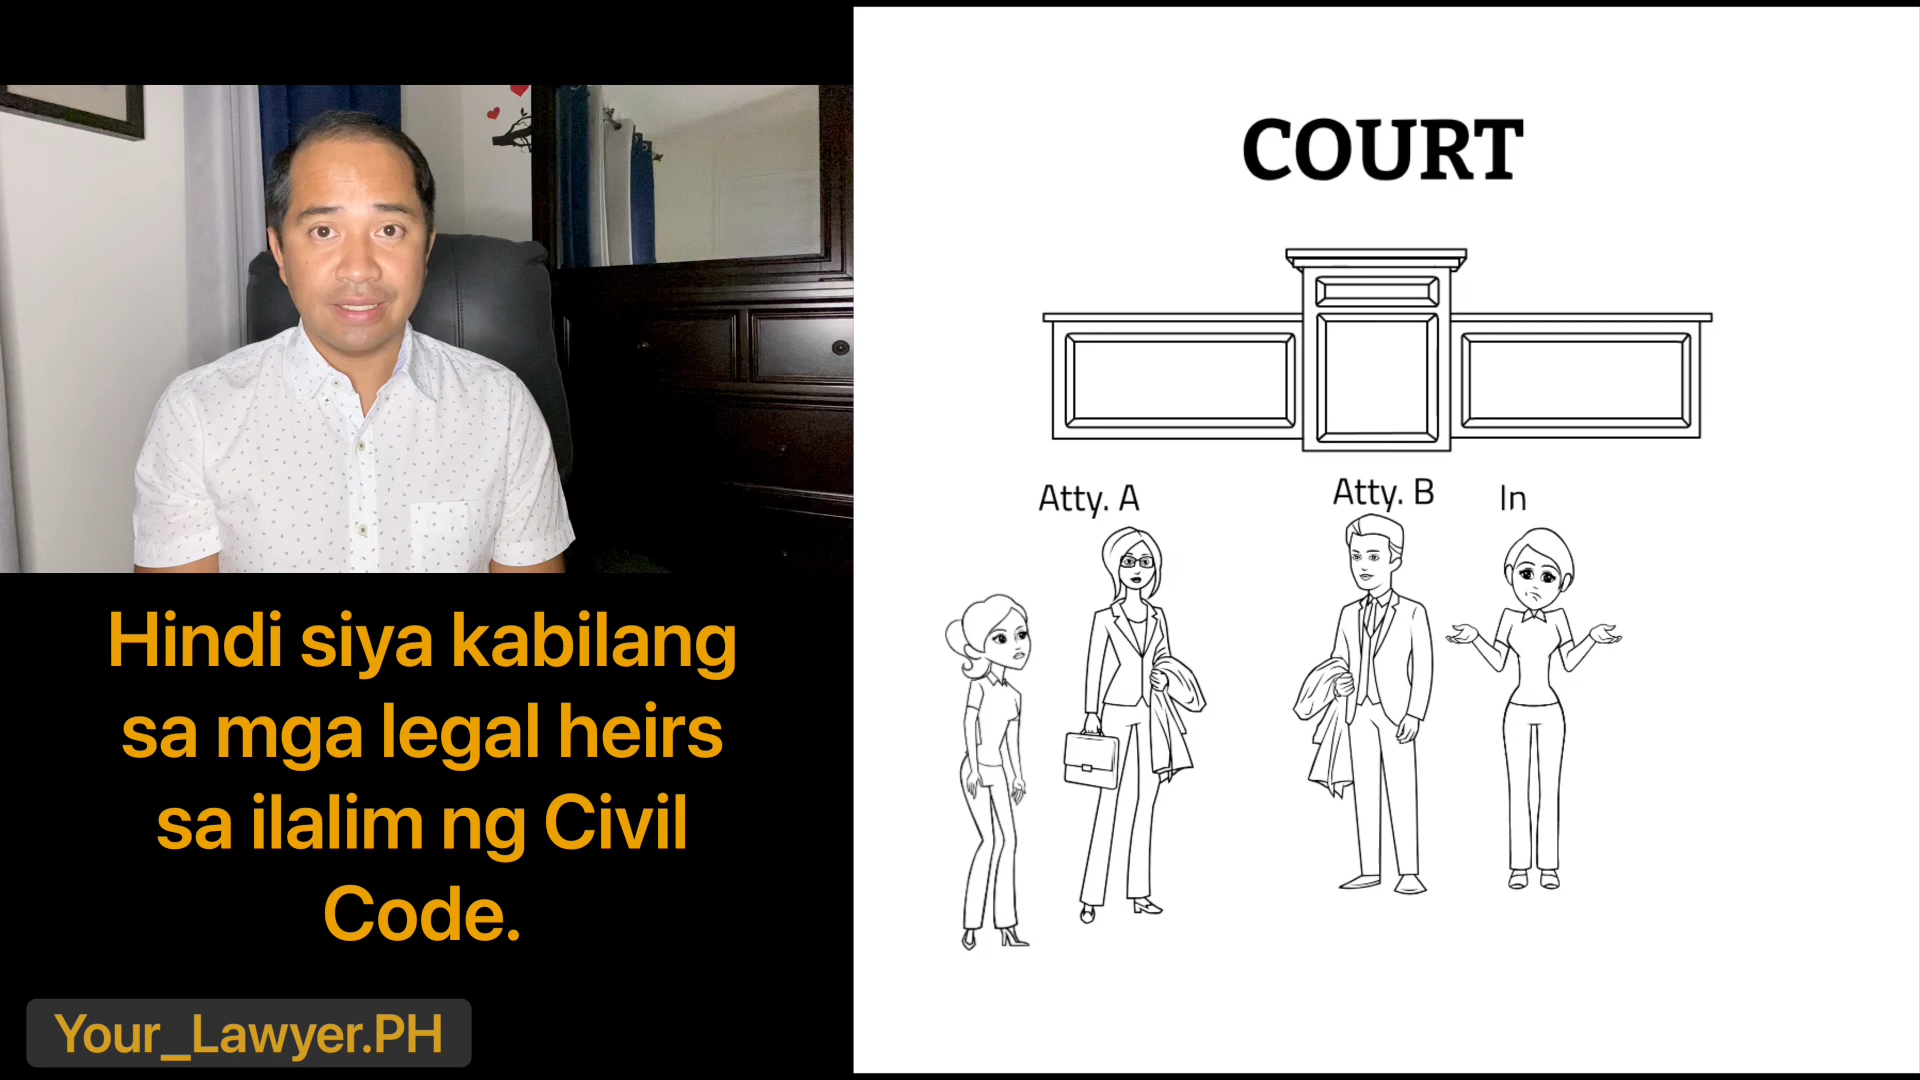 Hindi siya kabilang
sa mga legal heirs
sa ilalim ng Civil
Code.
Your_Lawyer.PH
COURT
Atty. A
Atty. B
In